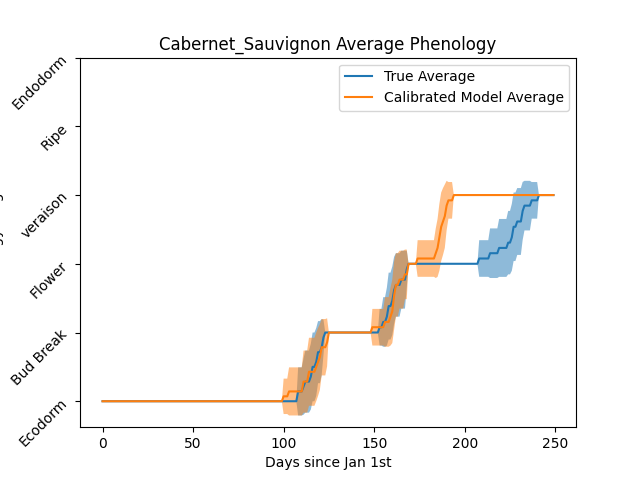 Cabernet_Sauvignon Average Phenology
True Average
Calibrated Model Average
Endodorm
Ripe
veraison
Flower
Bud Break
Ecodorm
0 50 100 150 200 250
Days since Jan 1st